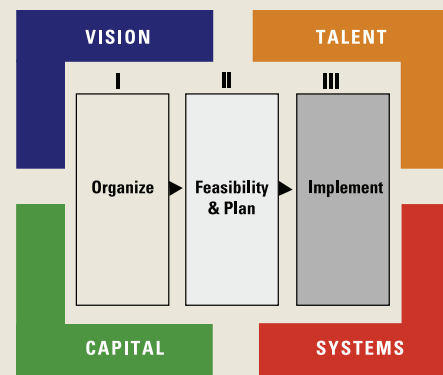 VISION
TALENT
I
II
III
Organize
Feasibility
& Plan
Implement
CAPITAL
SYSTEMS